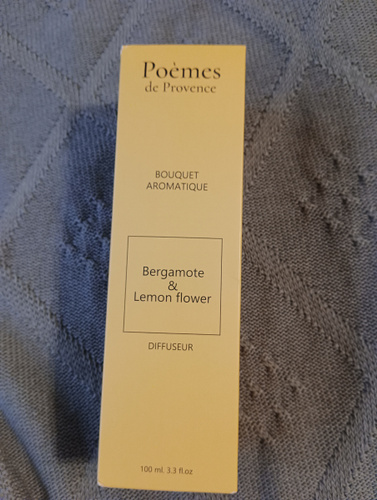 Poèmes
de Provence
BOUQUET
AROMATIQUE
Bergamote
&
Lemon flower
DIFFUSEUR
100 ml. 3.3 fl.oz